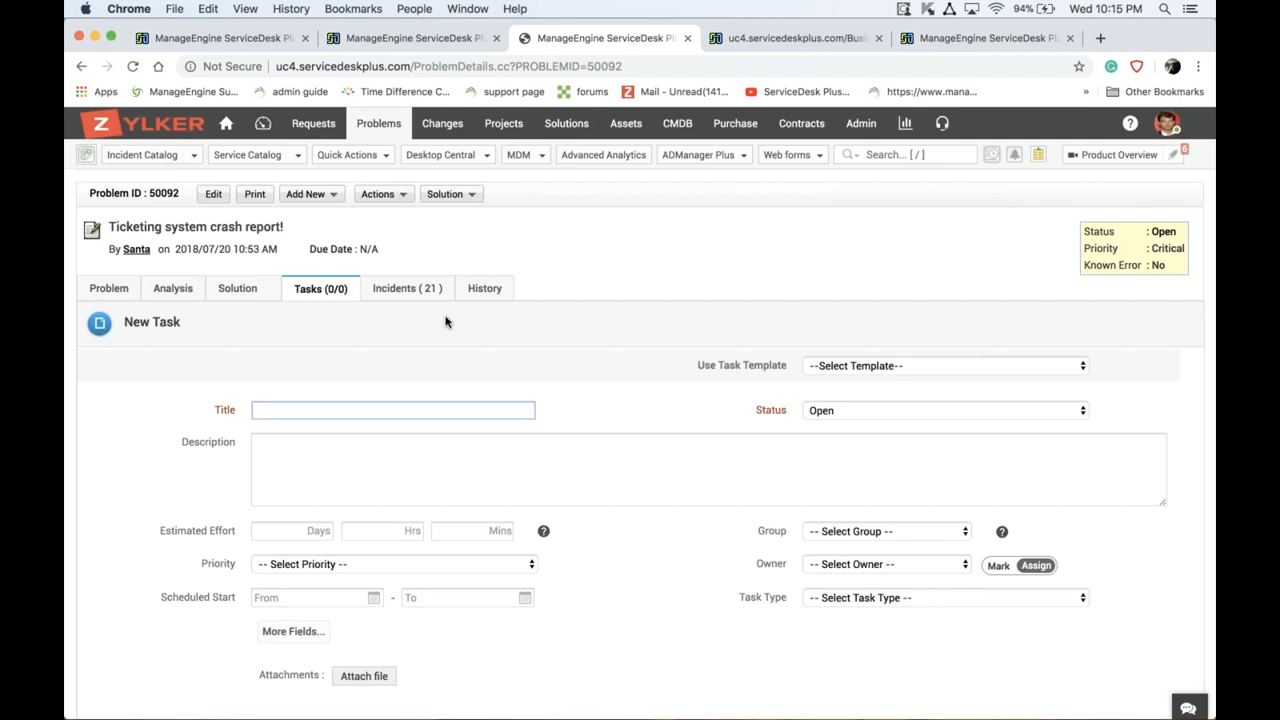 Chrome File Edit View History Bookmarks People Window Help 94% Wed 10:15 PM
ManageEngine ServiceDesk Pl ManageEngine ServiceDesk Pl ManageEngine ServiceDesk Pl uc4.servicedeskplus.com/Busi ManageEngine ServiceDesk Pl
Not Secure uc4.servicedeskplus.com/ProblemDetails.cc?PROBLEMID=50092
Apps ManageEngine Su... admin guide Time Difference C... support page forums Mail - Unread(141... ServiceDesk Plus... https://www.mana... » Other Bookmarks
ZYLKER Requests Problems Changes Projects Solutions Assets CMDB Purchase Contracts Admin
Incident Catalog Service Catalog Quick Actions Desktop Central MDM Advanced Analytics ADManager Plus Web forms Search... [ / ] Product Overview 6
Problem ID : 50092 Edit Print Add New Actions Solution
Ticketing system crash report!
By Santa on 2018/07/20 10:53 AM Due Date : N/A
Status : Open
Priority : Critical
Known Error : No
Problem Analysis Solution Tasks (0/0) Incidents ( 21 ) History
New Task
Use Task Template --Select Template--
Title Status Open
Description
Estimated Effort Days Hrs Mins Group -- Select Group --
Priority -- Select Priority -- Owner -- Select Owner -- Mark Assign
Scheduled Start From - To Task Type -- Select Task Type --
More Fields...
Attachments : Attach file